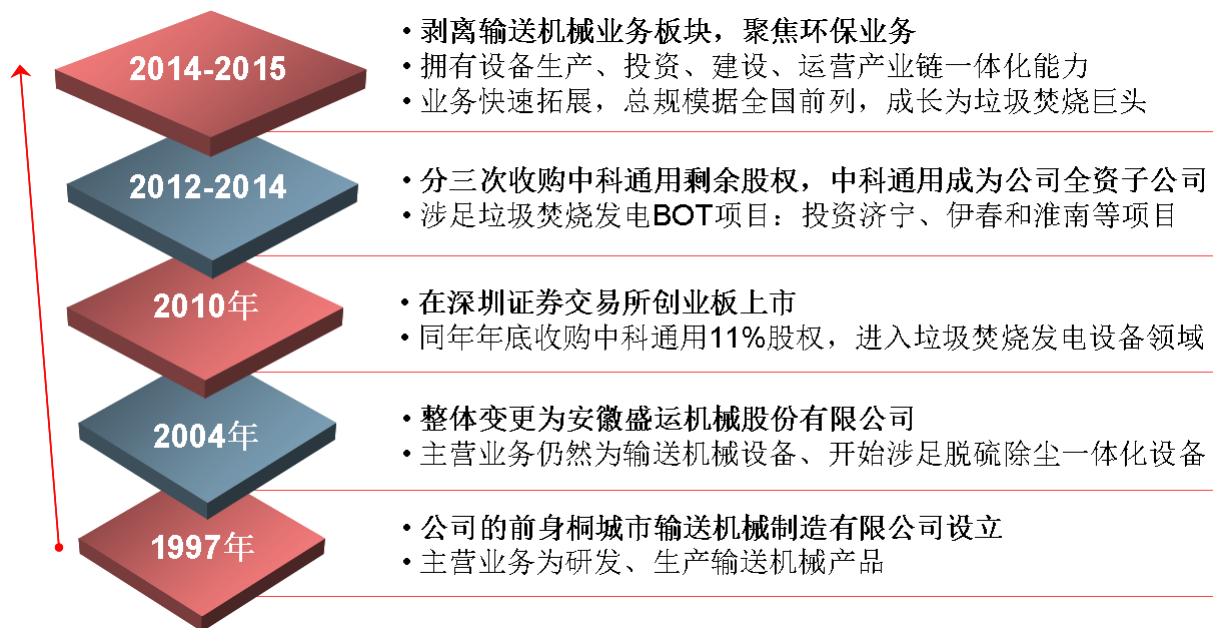 2014-2015
• 剥离输送机械业务板块，聚焦环保业务
• 拥有设备生产、投资、建设、运营产业链一体化能力
• 业务快速拓展，总规模据全国前列，成长为垃圾焚烧巨头
2012-2014
• 分三次收购中科通用剩余股权，中科通用成为公司全资子公司
• 涉足垃圾焚烧发电BOT项目：投资济宁、伊春和淮南等项目
2010年
• 在深圳证券交易所创业板上市
• 同年年底收购中科通用11%股权，进入垃圾焚烧发电设备领域
2004年
• 整体变更为安徽盛运机械股份有限公司
• 主营业务仍然为输送机械设备、开始涉足脱硫除尘一体化设备
1997年
• 公司的前身桐城市输送机械制造有限公司设立
• 主营业务为研发、生产输送机械产品